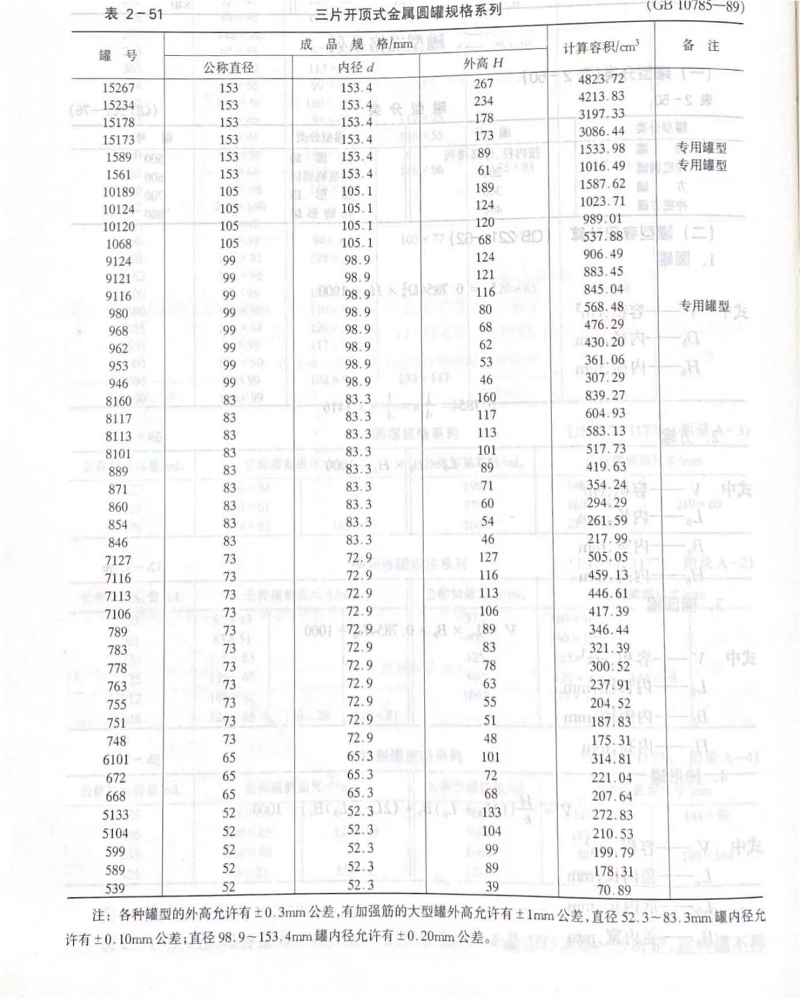 表 2-51 三片开顶式金属圆罐规格系列 (GB 10785—89)
罐 号 成 品 规 格/mm 计算容积/cm³ 备 注
公称直径 内径 d 外高 H
15267 153 153.4 267 4823.72
15234 153 153.4 234 4213.83
15178 153 153.4 178 3197.33
15173 153 153.4 173 3086.44
1589 153 153.4 89 1533.98 专用罐型
1561 153 153.4 61 1016.49 专用罐型
10189 105 105.1 189 1587.62
10124 105 105.1 124 1023.71
10120 105 105.1 120 989.01
1068 105 105.1 68 537.88
9124 99 98.9 124 906.49
9121 99 98.9 121 883.45
9116 99 98.9 116 845.04
980 99 98.9 80 568.48 专用罐型
968 99 98.9 68 476.29
962 99 98.9 62 430.20
953 99 98.9 53 361.06
946 99 98.9 46 307.29
8160 83 83.3 160 839.27
8117 83 83.3 117 604.93
8113 83 83.3 113 583.13
8101 83 83.3 101 517.73
889 83 83.3 89 419.63
871 83 83.3 71 354.24
860 83 83.3 60 294.29
854 83 83.3 54 261.59
846 83 83.3 46 217.99
7127 73 72.9 127 505.05
7116 73 72.9 116 459.13
7113 73 72.9 113 446.61
7106 73 72.9 106 417.39
789 73 72.9 89 346.44
783 73 72.9 83 321.39
778 73 72.9 78 300.52
763 73 72.9 63 237.91
755 73 72.9 55 204.52
751 73 72.9 51 187.83
748 73 72.9 48 175.31
6101 65 65.3 101 314.81
672 65 65.3 72 221.04
668 65 65.3 68 207.64
5133 52 52.3 133 272.83
5104 52 52.3 104 210.53
599 52 52.3 99 199.79
589 52 52.3 89 178.31
539 52 52.3 39 70.89
注：各种罐型的外高允许有±0.3mm公差,有加强筋的大型罐外高允许有±1mm公差,直径52.3~83.3mm罐内径允
许有±0.10mm公差;直径98.9~153.4mm罐内径允许有±0.20mm公差。